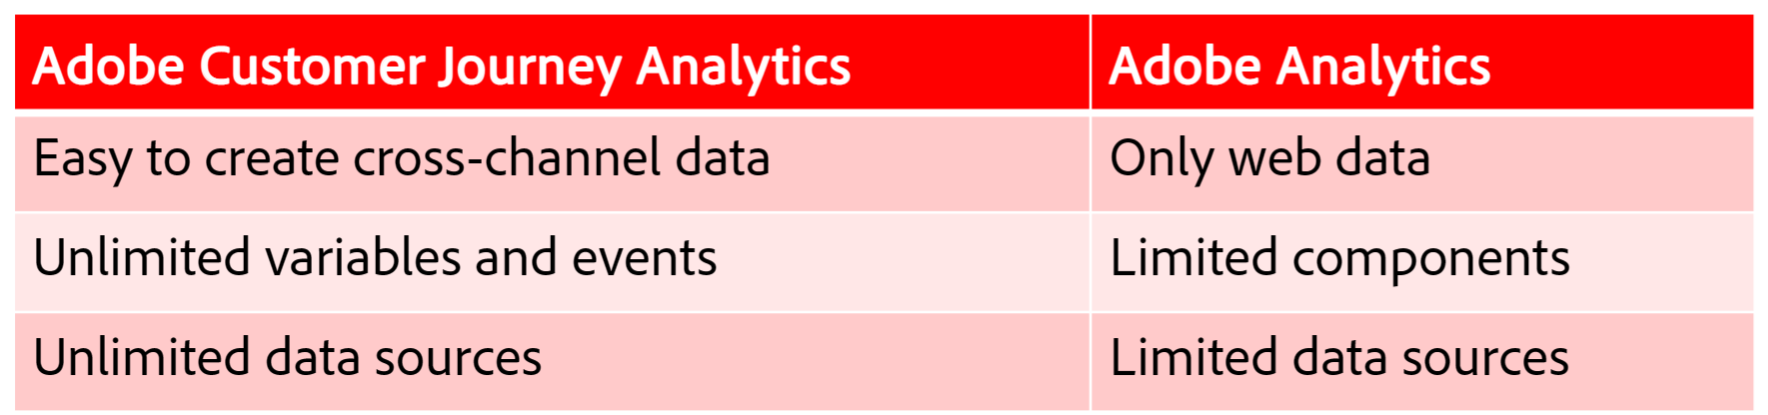 Adobe Customer Journey Analytics
Adobe Analytics
Easy to create cross-channel data
Only web data
Unlimited variables and events
Limited components
Unlimited data sources
Limited data sources